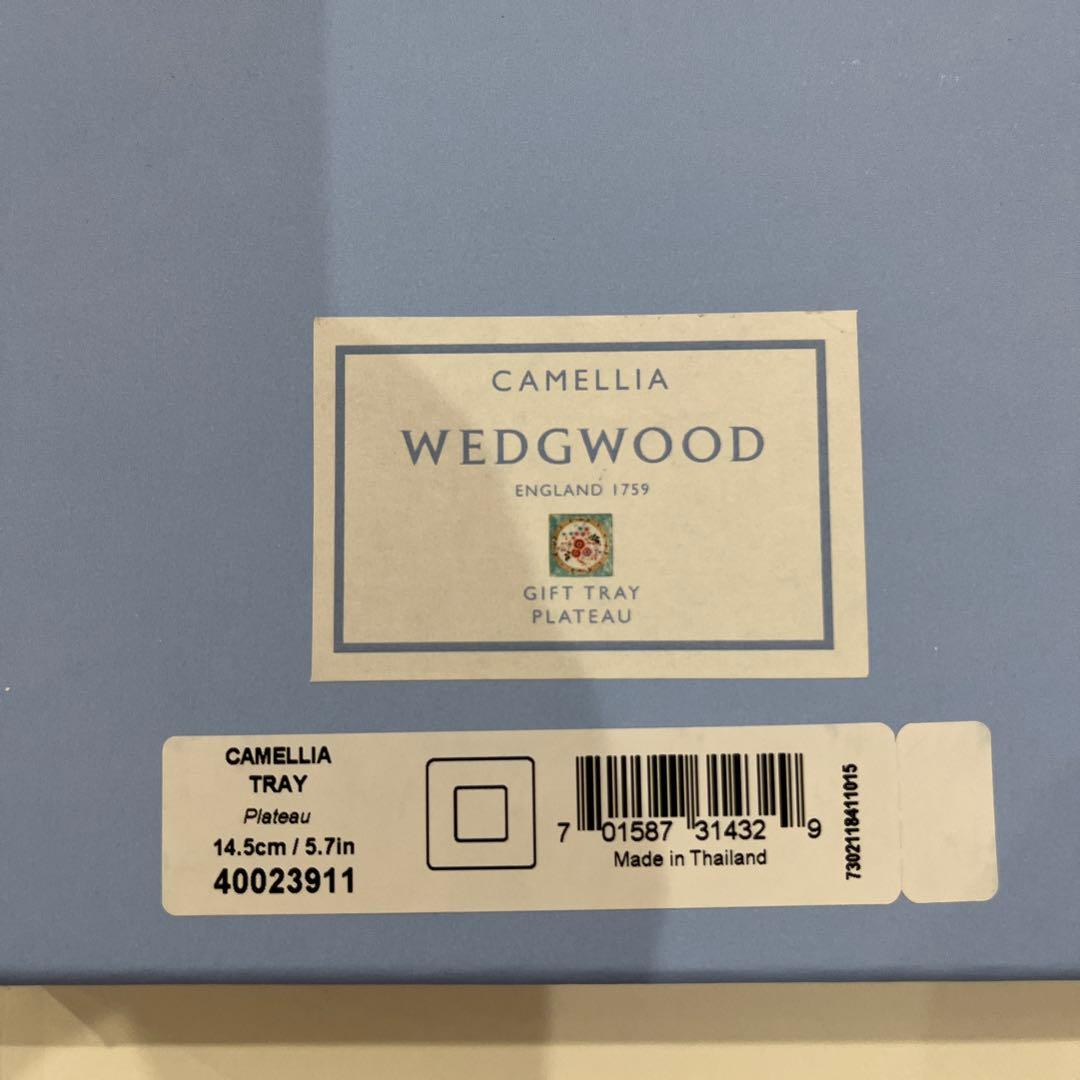 CAMELLIA
WEDGWOOD
ENGLAND 1759
GIFT TRAY
PLATEAU
CAMELLIA
TRAY
Plateau
14.5cm / 5.7in
40023911
7 01587 31432 9
Made in Thailand
7302118411015